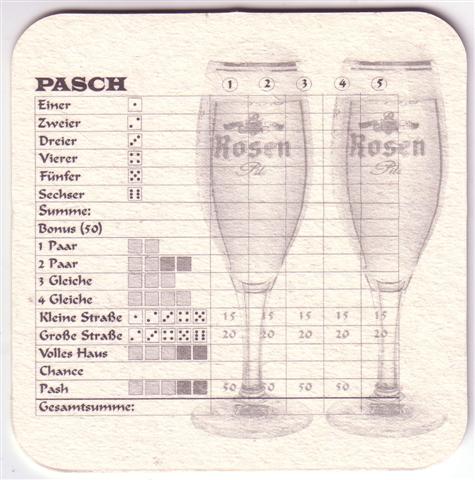 PASCH 1 2 3 4 5
Einer
Zweier
Dreier
Rosen Rosen
Vierer
Pils Pils
Fünfer
Sechser
Summe:
Bonus (50)
1 Paar
2 Paar
3 Gleiche
4 Gleiche
Kleine Straße 15 15 15 15 15
Große Straße 20 20 20 20 20
Volles Haus
Chance
Pash 50 50 50 50 50
Gesamtsumme: